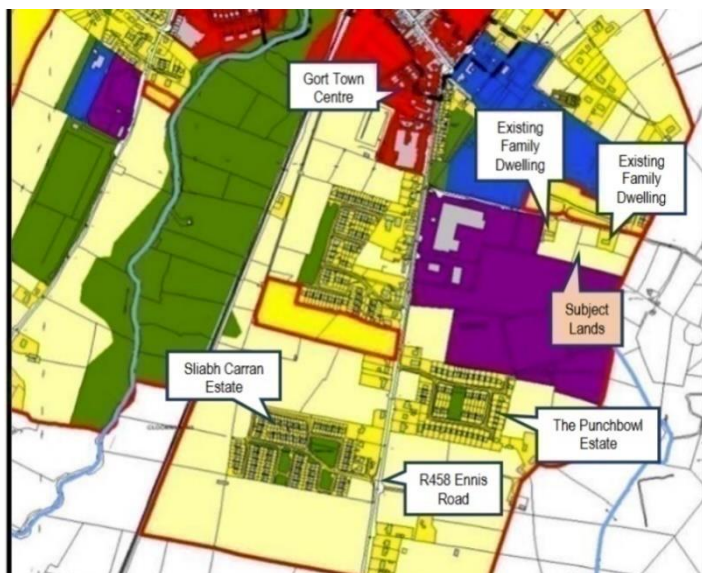 Gort Town
Centre
Existing
Family
Dwelling
Existing
Family
Dwelling
Subject
Lands
Sliabh Carran
Estate
The Punchbowl
Estate
R458 Ennis
Road